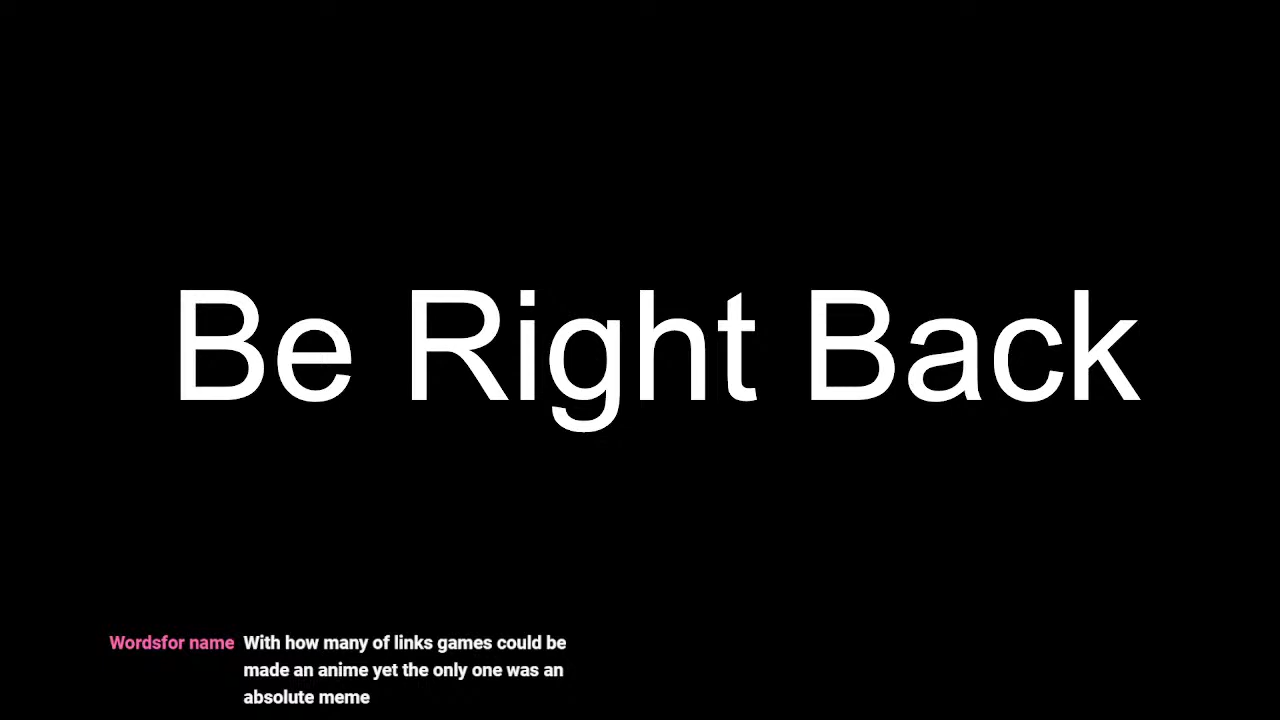 Be Right Back
Wordsfor name With how many of links games could be
made an anime yet the only one was an
absolute meme